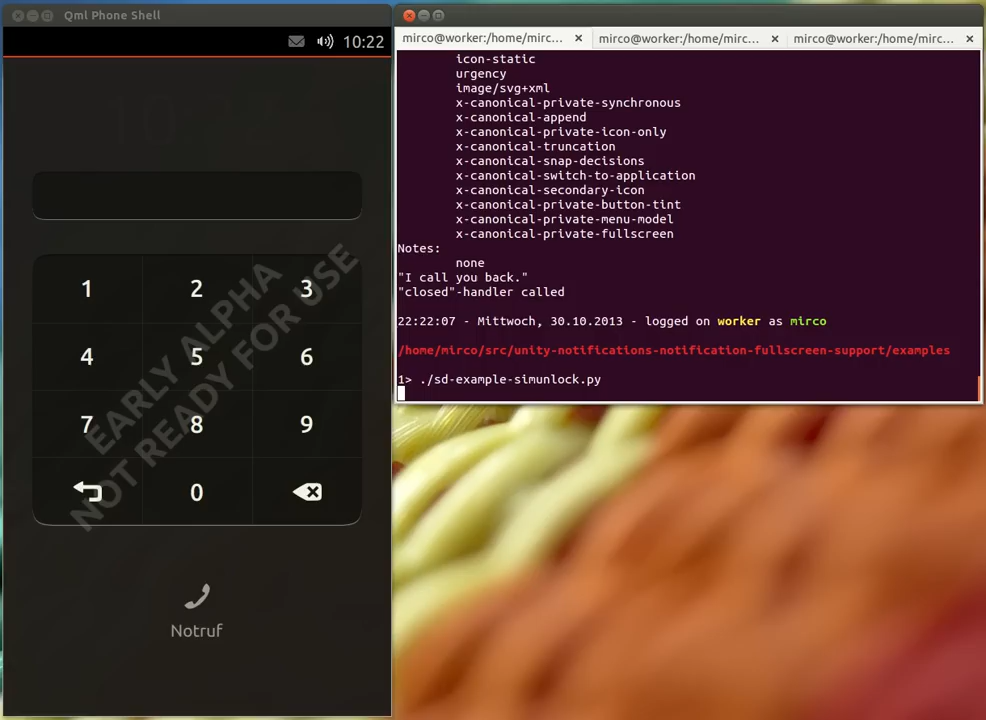 Qml Phone Shell
10:22
1
2
3
4
5
6
7
8
9
0
EARLY ALPHA
NOT READY FOR USE
Notruf
mirco@worker:/home/mirc...
mirco@worker:/home/mirc...
mirco@worker:/home/mirc...
icon-static
urgency
image/svg+xml
x-canonical-private-synchronous
x-canonical-append
x-canonical-private-icon-only
x-canonical-truncation
x-canonical-snap-decisions
x-canonical-switch-to-application
x-canonical-secondary-icon
x-canonical-private-button-tint
x-canonical-private-menu-model
x-canonical-private-fullscreen
Notes:
none
"I call you back."
"closed"-handler called
22:22:07 - Mittwoch, 30.10.2013 - logged on worker as mirco
/home/mirco/src/unity-notifications-notification-fullscreen-support/examples
1> ./sd-example-simunlock.py